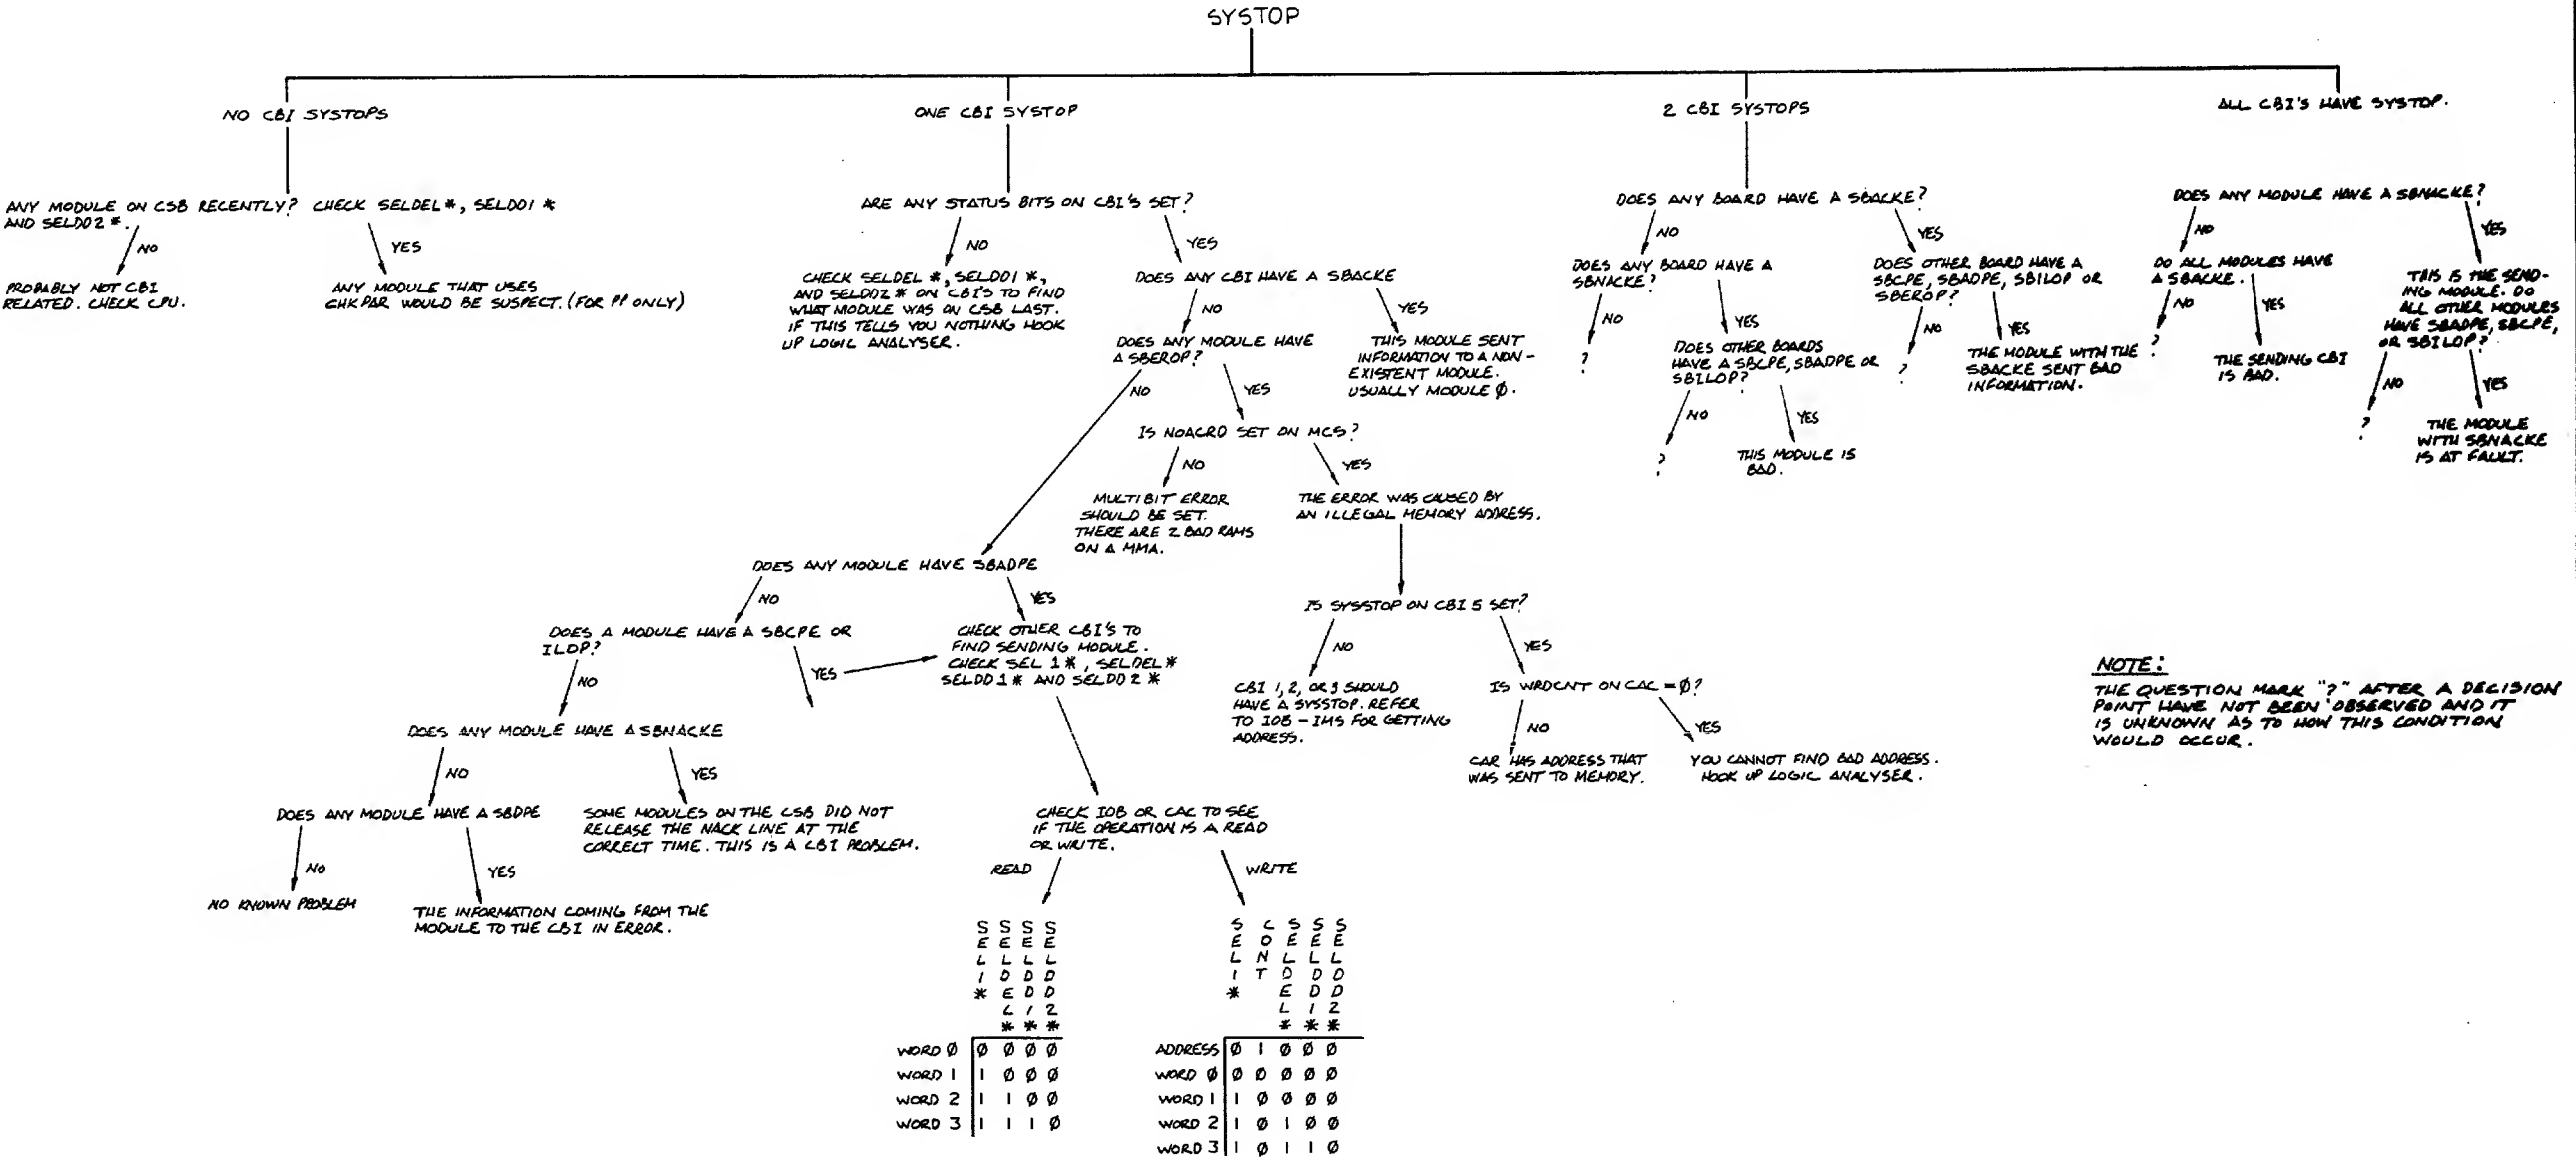 SYSTOP
NO CBI SYSTOPS
ANY MODULE ON CSB RECENTLY? CHECK SELDEL*, SELDD1*
AND SELDD2*.
NO
YES
PROBABLY NOT CBI
RELATED. CHECK CPU.
ANY MODULE THAT USES
CHKPAR WOULD BE SUSPECT. (FOR PP ONLY)
ONE CBI SYSTOP
ARE ANY STATUS BITS ON CBI'S SET?
NO
YES
CHECK SELDEL *, SELDD1 *,
AND SELDD2 * ON CBI'S TO FIND
WHAT MODULE WAS ON CSB LAST.
IF THIS TELLS YOU NOTHING HOOK
UP LOGIC ANALYSER.
DOES ANY CBI HAVE A SBACKE
NO
YES
DOES ANY MODULE HAVE
A SBEROP?
THIS MODULE SENT
INFORMATION TO A NON-
EXISTENT MODULE.
USUALLY MODULE Ø.
NO
YES
IS NOACRD SET ON MCS?
NO
YES
MULTIBIT ERROR
SHOULD BE SET.
THERE ARE 2 BAD RAMS
ON A MMA.
THE ERROR WAS CAUSED BY
AN ILLEGAL MEMORY ADDRESS.
IS SYSSTOP ON CBI 5 SET?
NO
YES
CBI 1, 2, OR 3 SHOULD
HAVE A SYSSTOP. REFER
TO IOB - IMS FOR GETTING
ADDRESS.
IS WRDCNT ON CAC = Ø?
NO
YES
CAR HAS ADDRESS THAT
WAS SENT TO MEMORY.
YOU CANNOT FIND BAD ADDRESS.
HOOK UP LOGIC ANALYSER.
DOES ANY MODULE HAVE SBADPE
NO
YES
DOES A MODULE HAVE A SBCPE OR
ILOP?
NO
YES
CHECK OTHER CBI'S TO
FIND SENDING MODULE.
CHECK SEL 1*, SELDEL*
SELDD1* AND SELDD2 *
DOES ANY MODULE HAVE A SBNACKE
NO
YES
DOES ANY MODULE HAVE A SBDPE
SOME MODULES ON THE CSB DID NOT
RELEASE THE NACK LINE AT THE
CORRECT TIME. THIS IS A CBI PROBLEM.
NO
YES
NO KNOWN PROBLEM
THE INFORMATION COMING FROM THE
MODULE TO THE CBI IN ERROR.
CHECK IOB OR CAC TO SEE
IF THE OPERATION IS A READ
OR WRITE.
READ
WRITE
SEL1* SELDEL* SELDD1* SELDD2*
WORD Ø Ø Ø Ø Ø
WORD 1 1 Ø Ø Ø
WORD 2 1 1 Ø Ø
WORD 3 1 1 1 Ø
SEL1* CONT SELDEL* SELDD1* SELDD2*
ADDRESS Ø 1 Ø Ø Ø
WORD Ø Ø Ø Ø Ø Ø
WORD 1 1 Ø Ø Ø Ø
WORD 2 1 Ø 1 Ø Ø
WORD 3 1 Ø 1 1 Ø
2 CBI SYSTOPS
DOES ANY BOARD HAVE A SBACKE?
NO
YES
DOES ANY BOARD HAVE A
SBNACKE?
NO
YES
?
DOES OTHER BOARDS
HAVE A SBCPE, SBADPE OR
SBILOP?
NO
YES
?
THIS MODULE IS
BAD.
DOES OTHER BOARD HAVE A
SBCPE, SBADPE, SBILOP OR
SBEROP?
NO
YES
?
THE MODULE WITH THE
SBACKE SENT BAD
INFORMATION.
ALL CBI'S HAVE SYSTOP.
DOES ANY MODULE HAVE A SBNACKE?
NO
YES
DO ALL MODULES HAVE
A SBACKE.
NO
YES
?
THE SENDING CBI
IS BAD.
THIS IS THE SEND-
ING MODULE. DO
ALL OTHER MODULES
HAVE SBADPE, SBCPE,
OR SBILOP?
NO
YES
?
THE MODULE
WITH SBNACKE
IS AT FAULT.
NOTE:
THE QUESTION MARK "?" AFTER A DECISION
POINT HAVE NOT BEEN OBSERVED AND IT
IS UNKNOWN AS TO HOW THIS CONDITION
WOULD OCCUR.